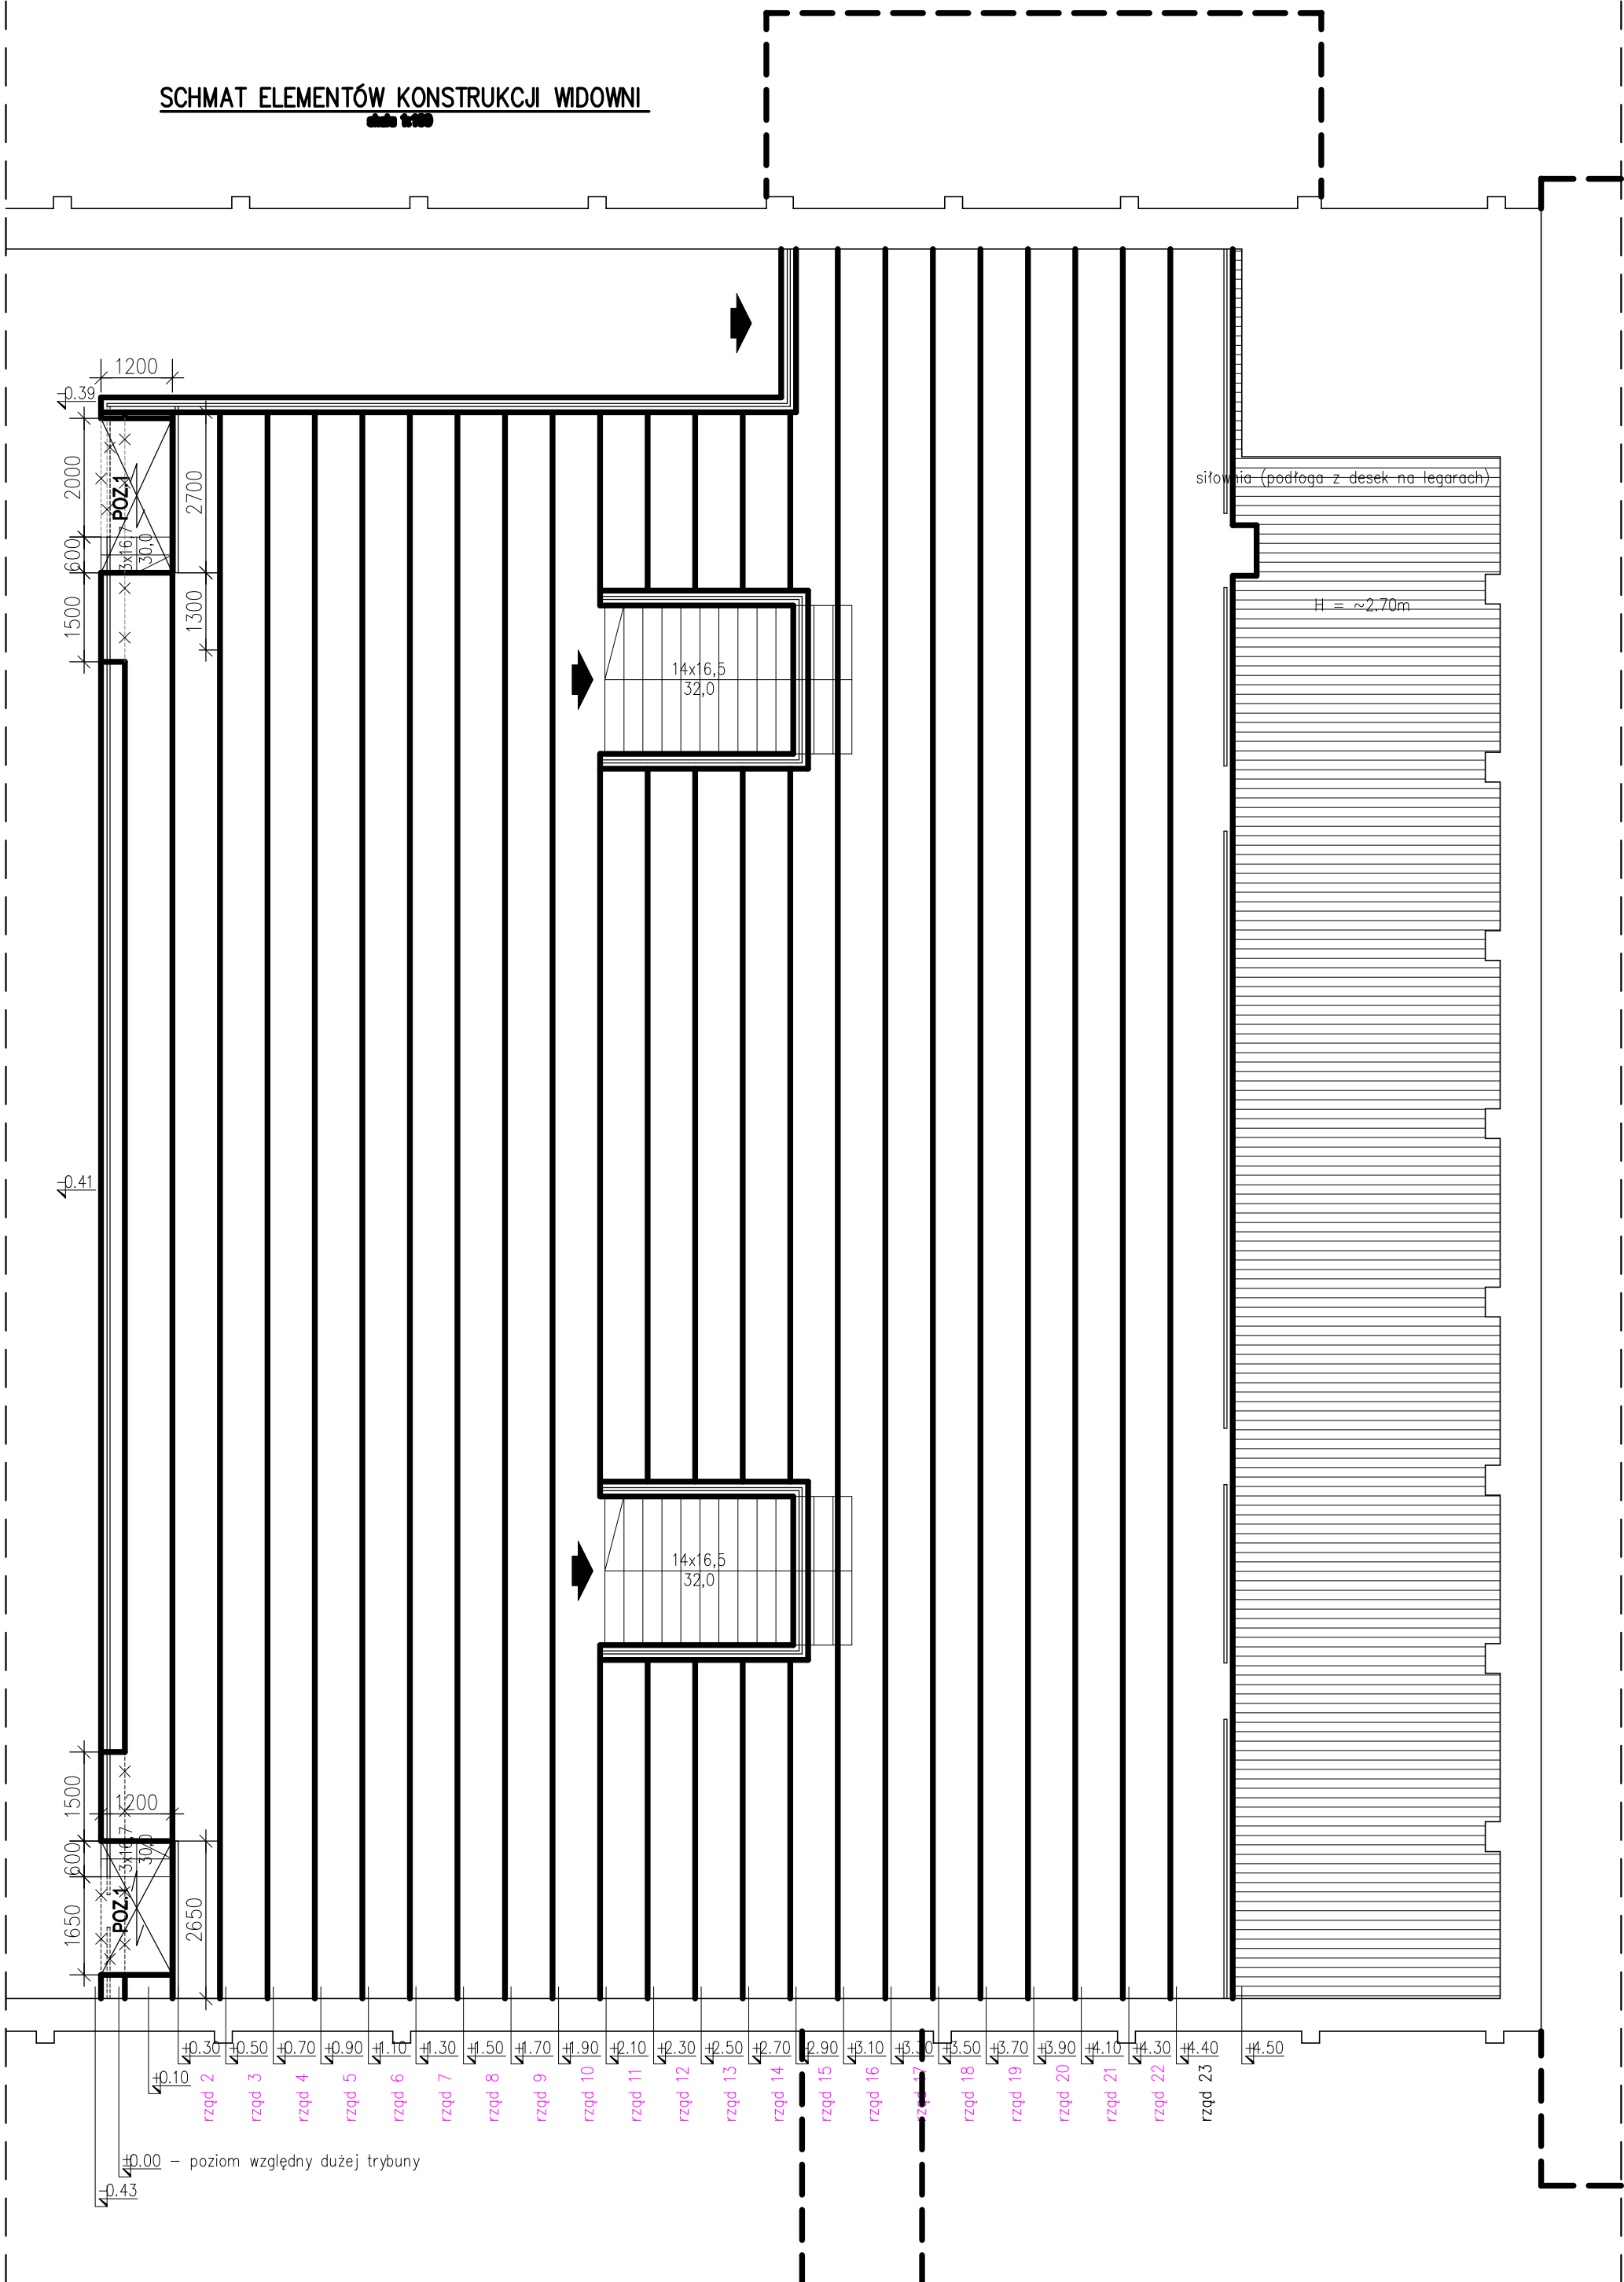 SCHMAT ELEMENTÓW KONSTRUKCJI WIDOWNI
1200
-0.39
2000
POZ.1
2700
600
3x16,7
30,0
1500
1300
siłownia (podłoga z desek na legarach)
H = ~2.70m
14x16,5
32,0
-0.41
14x16,5
32,0
1500
1200
600
3x16,7
30,0
1650
POZ.1
2650
+0.30
+0.50
+0.70
+0.90
+1.10
+1.30
+1.50
+1.70
+1.90
+2.10
+2.30
+2.50
+2.70
+2.90
+3.10
+3.30
+3.50
+3.70
+3.90
+4.10
+4.30
+4.40
+4.50
+0.10
rząd 2
rząd 3
rząd 4
rząd 5
rząd 6
rząd 7
rząd 8
rząd 9
rząd 10
rząd 11
rząd 12
rząd 13
rząd 14
rząd 15
rząd 16
rząd 17
rząd 18
rząd 19
rząd 20
rząd 21
rząd 22
rząd 23
±0.00 – poziom względny dużej trybuny
-0.43